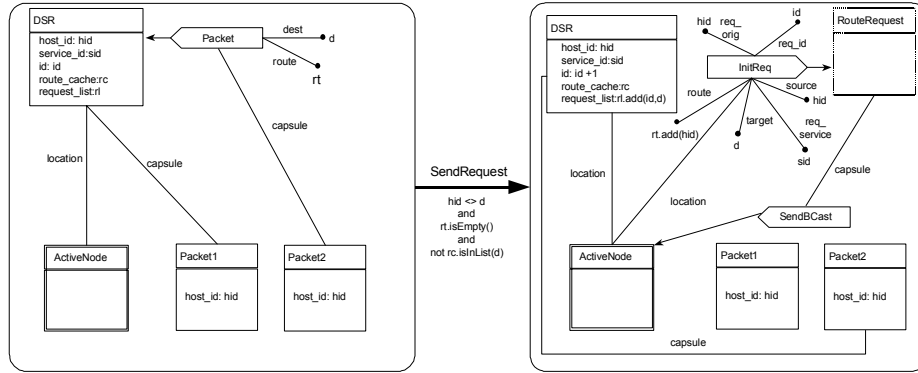 DSR
host_id: hid
service_id:sid
id: id
route_cache:rc
request_list:rl
Packet
dest
d
route
rt
location
capsule
capsule
ActiveNode
Packet1
host_id: hid
Packet2
host_id: hid
SendRequest
hid <> d
and
rt.isEmpty()
and
not rc.isInList(d)
DSR
host_id: hid
service_id:sid
id: id +1
route_cache:rc
request_list:rl.add(id,d)
hid
req_
orig
id
req_id
InitReq
RouteRequest
route
rt.add(hid)
target
d
source
hid
req_
service
sid
location
location
capsule
SendBCast
ActiveNode
Packet1
host_id: hid
Packet2
host_id: hid
capsule